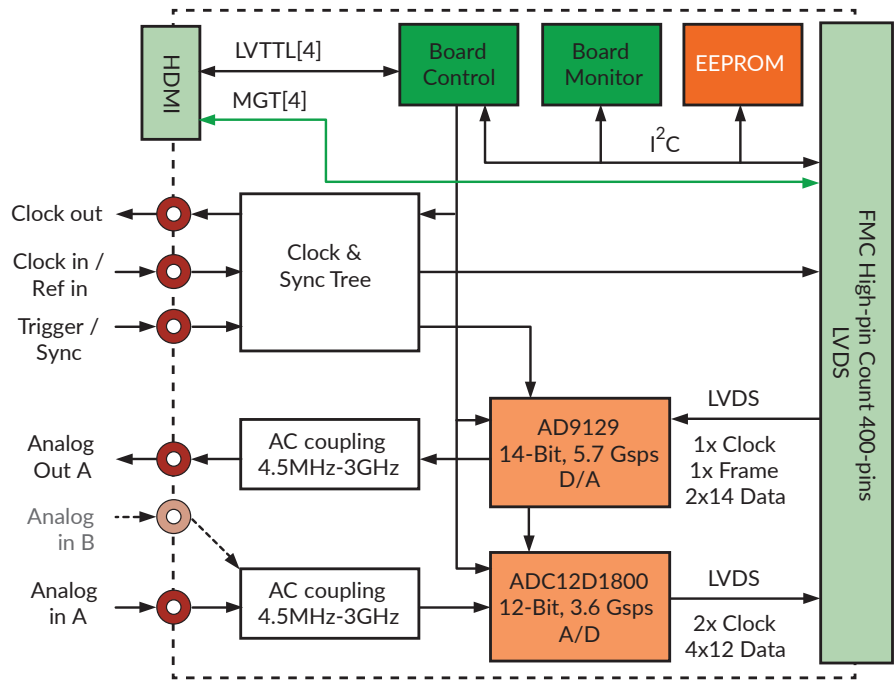 HDMI
LVTTL[4]
MGT[4]
Board
Control
Board
Monitor
EEPROM
I²C
Clock out
Clock in /
Ref in
Trigger /
Sync
Clock &
Sync Tree
FMC High-pin Count 400-pins
LVDS
Analog
Out A
AC coupling
4.5MHz-3GHz
AD9129
14-Bit, 5.7 Gsps
D/A
LVDS
1x Clock
1x Frame
2x14 Data
Analog
in B
Analog
in A
AC coupling
4.5MHz-3GHz
ADC12D1800
12-Bit, 3.6 Gsps
A/D
LVDS
2x Clock
4x12 Data